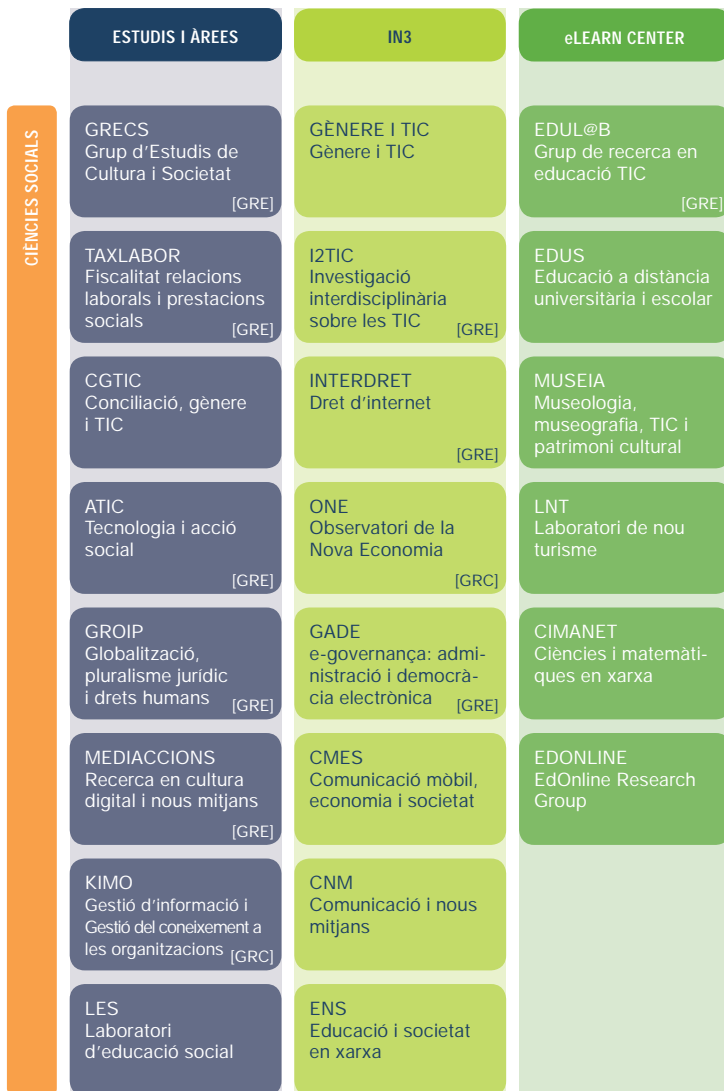 ESTUDIS I ÀREES
IN3
eLEARN CENTER
CIÈNCIES SOCIALS
GRECS
Grup d'Estudis de
Cultura i Societat
[GRE]
GÈNERE I TIC
Gènere i TIC
EDUL@B
Grup de recerca en
educació TIC
[GRE]
TAXLABOR
Fiscalitat relacions
laborals i prestacions
socials
[GRE]
I2TIC
Investigació
interdisciplinària
sobre les TIC
[GRE]
EDUS
Educació a distància
universitària i escolar
CGTIC
Conciliació, gènere
i TIC
INTERDRET
Dret d'internet
[GRE]
MUSEIA
Museologia,
museografia, TIC i
patrimoni cultural
ATIC
Tecnologia i acció
social
[GRE]
ONE
Observatori de la
Nova Economia
[GRC]
LNT
Laboratori de nou
turisme
GROIP
Globalització,
pluralisme jurídic
i drets humans
[GRE]
GADE
e-governança: admi-
nistració i democrà-
cia electrònica
[GRE]
CIMANET
Ciències i matemàti-
ques en xarxa
MEDIACCIONS
Recerca en cultura
digital i nous mitjans
[GRE]
CMES
Comunicació mòbil,
economia i societat
EDONLINE
EdOnline Research
Group
KIMO
Gestió d'informació i
Gestió del coneixement a
les organitzacions
[GRC]
CNM
Comunicació i nous
mitjans
LES
Laboratori
d'educació social
ENS
Educació i societat
en xarxa